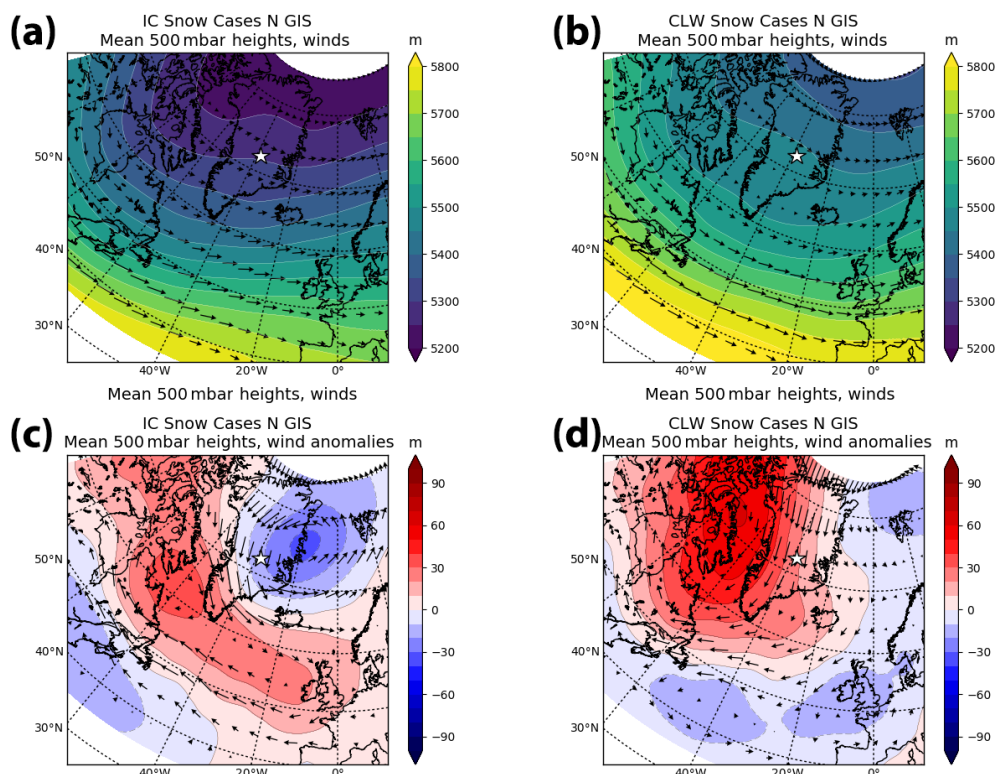 (a)
IC Snow Cases N GIS
Mean 500 mbar heights, winds
m
5800
5700
5600
5500
5400
5300
5200
50°N
40°N
30°N
40°W
20°W
0°
Mean 500 mbar heights, winds
(b)
CLW Snow Cases N GIS
Mean 500 mbar heights, winds
m
5800
5700
5600
5500
5400
5300
5200
50°N
40°N
30°N
40°W
20°W
0°
Mean 500 mbar heights, winds
(c)
IC Snow Cases N GIS
Mean 500 mbar heights, wind anomalies
m
90
60
30
0
−30
−60
−90
50°N
40°N
30°N
40°W
20°W
0°
(d)
CLW Snow Cases N GIS
Mean 500 mbar heights, wind anomalies
m
90
60
30
0
−30
−60
−90
50°N
40°N
30°N
40°W
20°W
0°